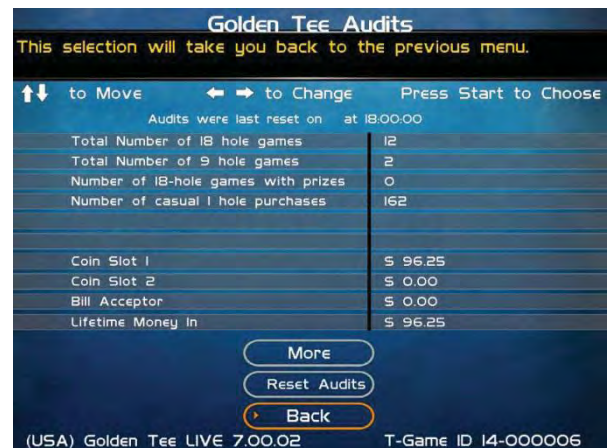 Golden Tee Audits
This selection will take you back to the previous menu.
to Move to Change Press Start to Choose
Audits were last reset on at 18:00:00
Total Number of 18 hole games 12
Total Number of 9 hole games 2
Number of 18-hole games with prizes 0
Number of casual 1 hole purchases 162
Coin Slot 1 $ 96.25
Coin Slot 2 $ 0.00
Bill Acceptor $ 0.00
Lifetime Money In $ 96.25
More
Reset Audits
Back
(USA) Golden Tee LIVE 7.00.02 T-Game ID 14-000006